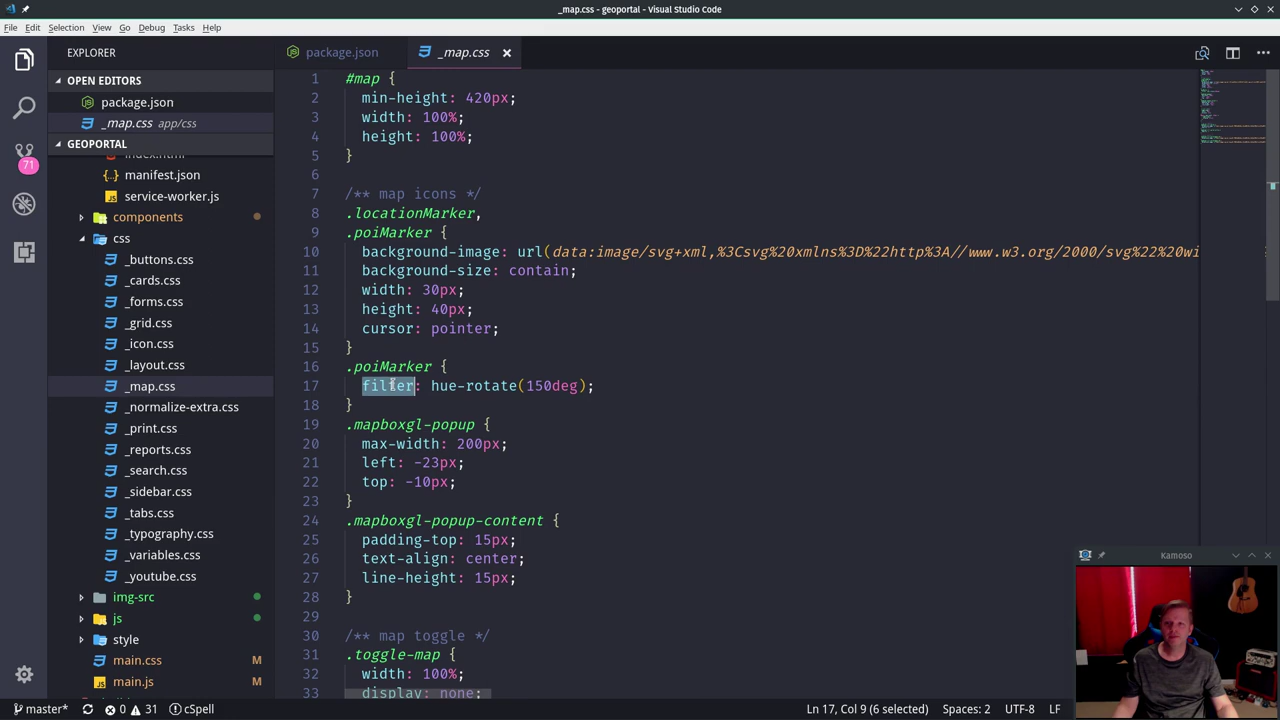 _map.css - geoportal - Visual Studio Code
File Edit Selection View Go Debug Tasks Help
EXPLORER
OPEN EDITORS
package.json
_map.css app/css
GEOPORTAL
index.html
manifest.json
service-worker.js
components
css
_buttons.css
_cards.css
_forms.css
_grid.css
_icon.css
_layout.css
_map.css
_normalize-extra.css
_print.css
_reports.css
_search.css
_sidebar.css
_tabs.css
_typography.css
_variables.css
_youtube.css
img-src
js
style
main.css M
main.js M
71
package.json _map.css
1 #map {
2 min-height: 420px;
3 width: 100%;
4 height: 100%;
5 }
6
7 /** map icons */
8 .locationMarker,
9 .poiMarker {
10 background-image: url(data:image/svg+xml,%3Csvg%20xmlns%3D%22http%3A//www.w3.org/2000/svg%22%20wi
11 background-size: contain;
12 width: 30px;
13 height: 40px;
14 cursor: pointer;
15 }
16 .poiMarker {
17 filter: hue-rotate(150deg);
18 }
19 .mapboxgl-popup {
20 max-width: 200px;
21 left: -23px;
22 top: -10px;
23 }
24 .mapboxgl-popup-content {
25 padding-top: 15px;
26 text-align: center;
27 line-height: 15px;
28 }
29
30 /** map toggle */
31 .toggle-map {
32 width: 100%;
33 display: none;
Kamoso
master* 0 31 cSpell Ln 17, Col 9 (6 selected) Spaces: 2 UTF-8 LF